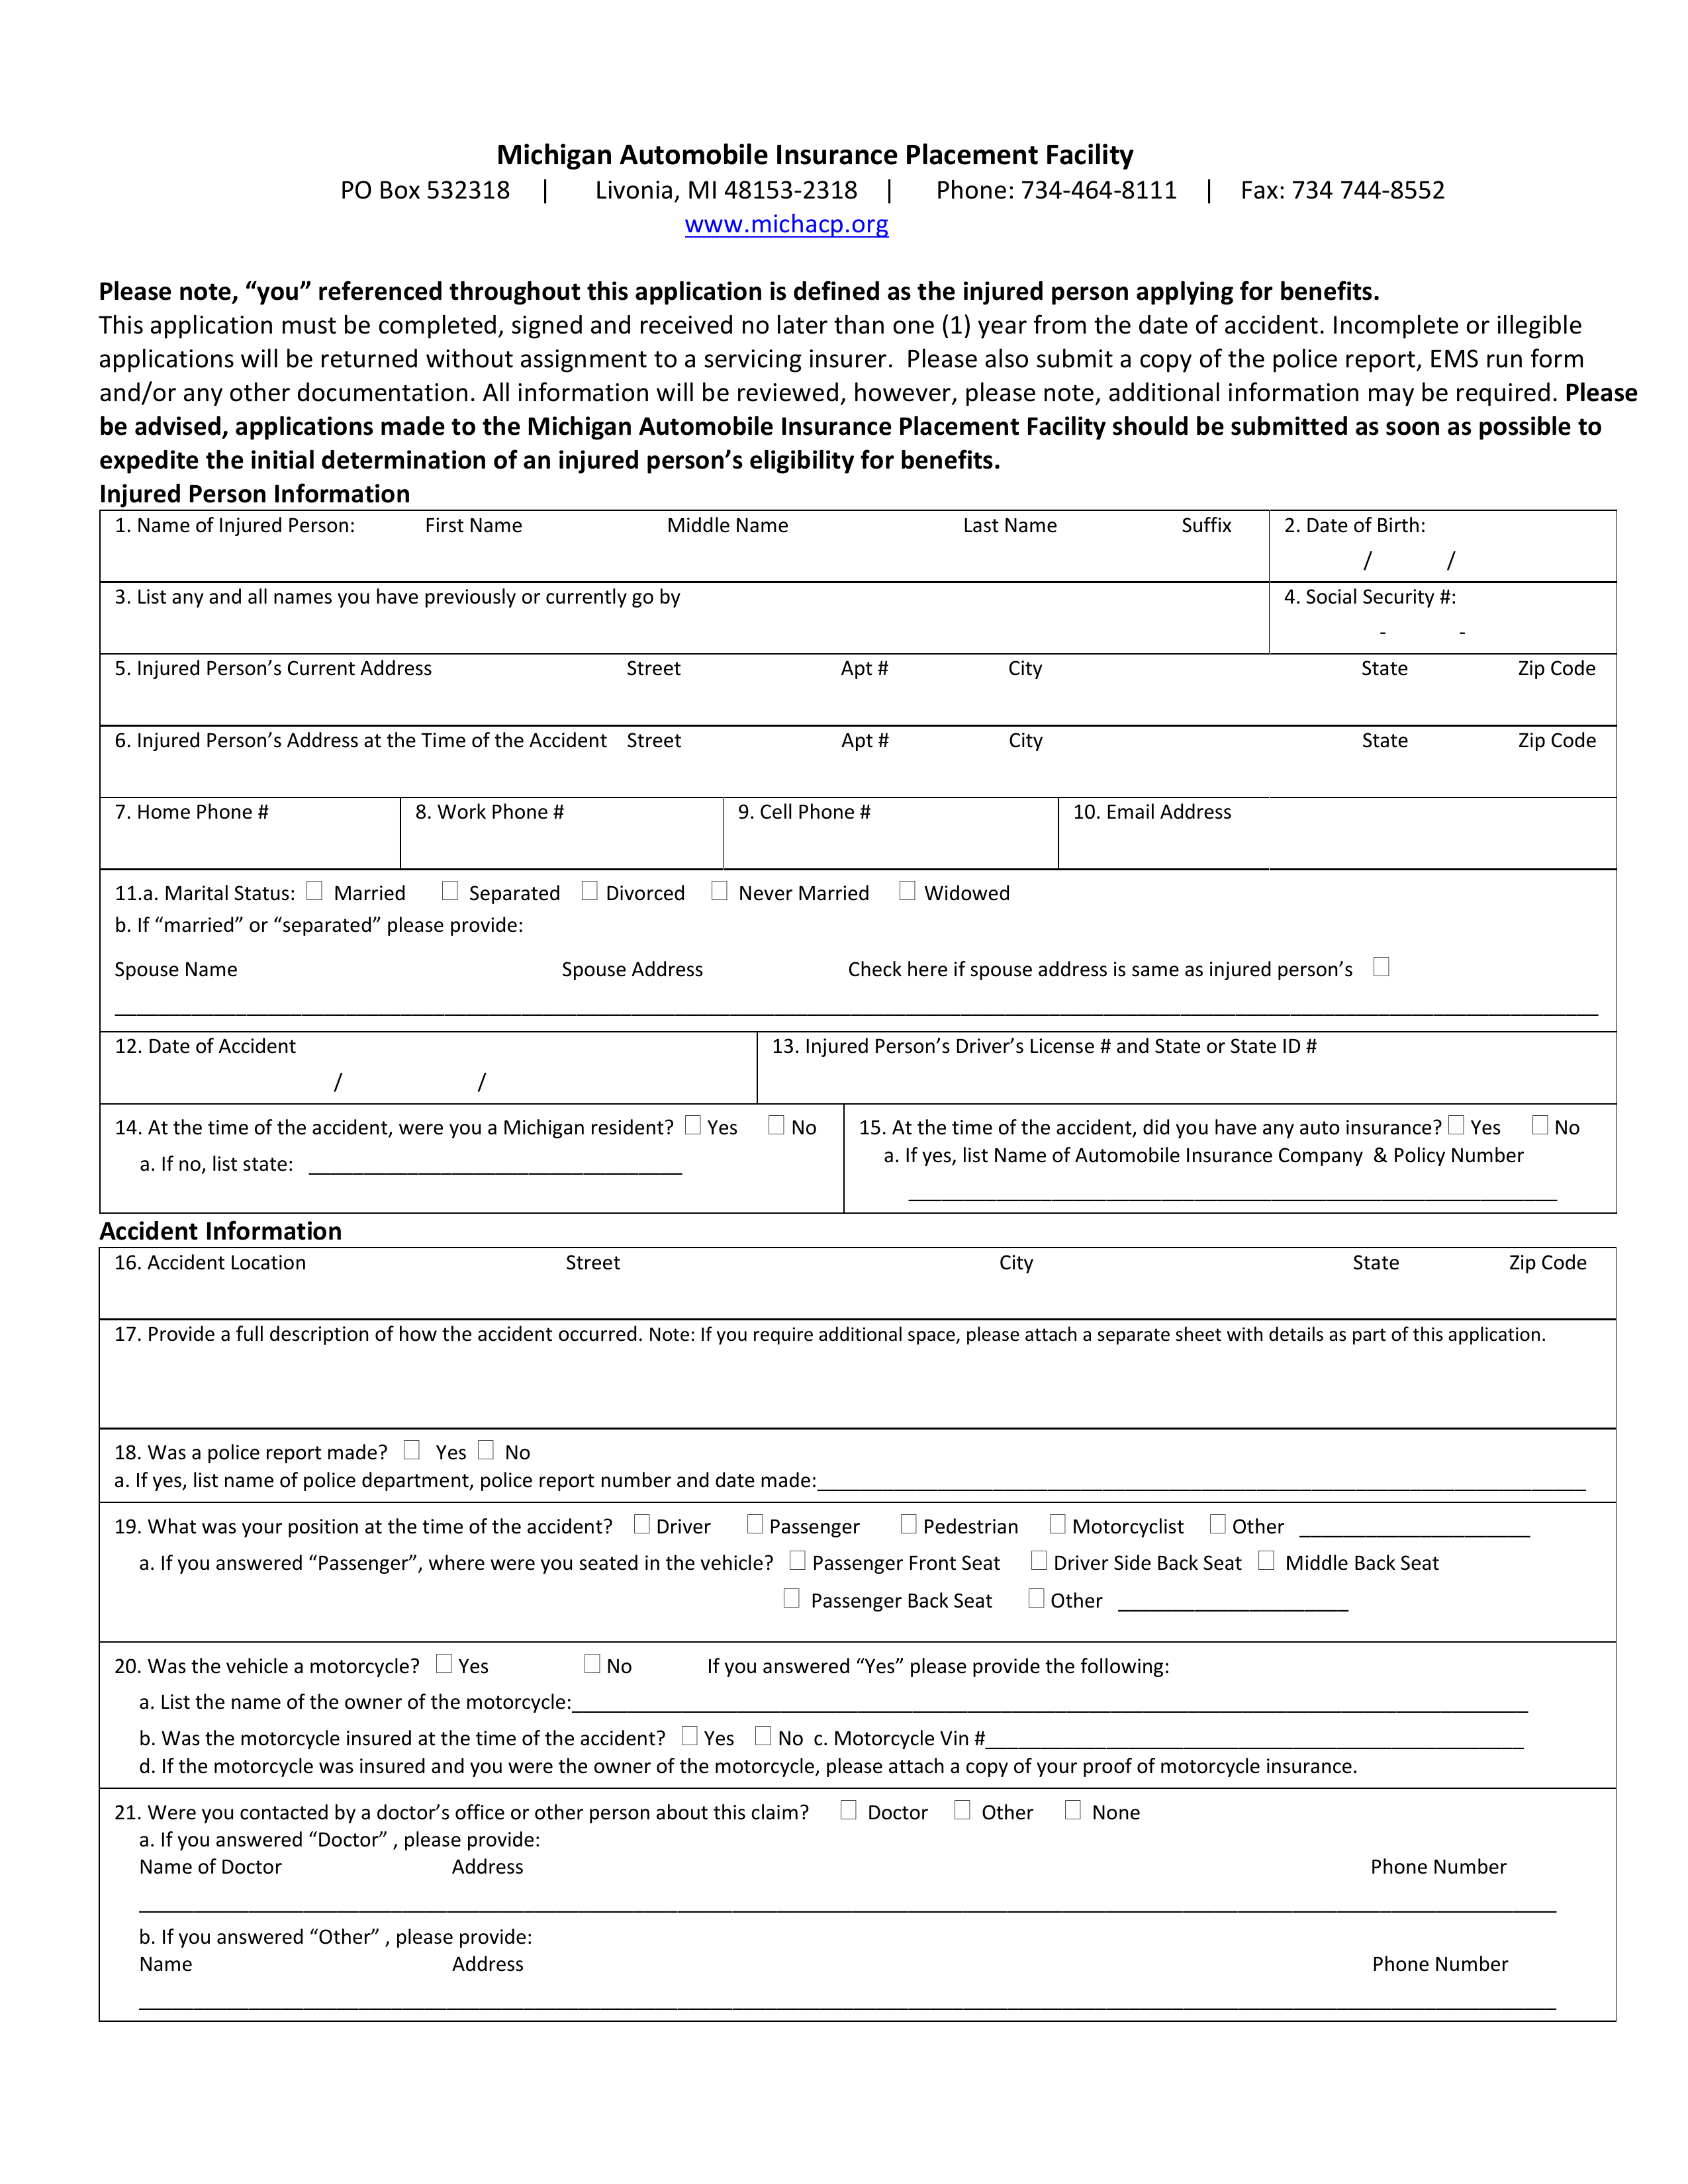 Michigan Automobile Insurance Placement Facility
PO Box 532318 | Livonia, MI 48153-2318 | Phone: 734-464-8111 | Fax: 734 744-8552
www.michacp.org
Please note, “you” referenced throughout this application is defined as the injured person applying for benefits.
This application must be completed, signed and received no later than one (1) year from the date of accident. Incomplete or illegible
applications will be returned without assignment to a servicing insurer. Please also submit a copy of the police report, EMS run form
and/or any other documentation. All information will be reviewed, however, please note, additional information may be required. Please
be advised, applications made to the Michigan Automobile Insurance Placement Facility should be submitted as soon as possible to
expedite the initial determination of an injured person’s eligibility for benefits.
Injured Person Information
1. Name of Injured Person: First Name Middle Name Last Name Suffix 2. Date of Birth:
/ /
3. List any and all names you have previously or currently go by 4. Social Security #:
- -
5. Injured Person’s Current Address Street Apt # City State Zip Code
6. Injured Person’s Address at the Time of the Accident Street Apt # City State Zip Code
7. Home Phone # 8. Work Phone # 9. Cell Phone # 10. Email Address
11.a. Marital Status: ☐ Married ☐ Separated ☐ Divorced ☐ Never Married ☐ Widowed
b. If “married” or “separated” please provide:
Spouse Name Spouse Address Check here if spouse address is same as injured person’s ☐
12. Date of Accident 13. Injured Person’s Driver’s License # and State or State ID #
/ /
14. At the time of the accident, were you a Michigan resident? ☐ Yes ☐ No
a. If no, list state: ____________________
15. At the time of the accident, did you have any auto insurance? ☐ Yes ☐ No
a. If yes, list Name of Automobile Insurance Company & Policy Number
Accident Information
16. Accident Location Street City State Zip Code
17. Provide a full description of how the accident occurred. Note: If you require additional space, please attach a separate sheet with details as part of this application.
18. Was a police report made? ☐ Yes ☐ No
a. If yes, list name of police department, police report number and date made:____________________
19. What was your position at the time of the accident? ☐ Driver ☐ Passenger ☐ Pedestrian ☐ Motorcyclist ☐ Other ____________________
a. If you answered “Passenger”, where were you seated in the vehicle? ☐ Passenger Front Seat ☐ Driver Side Back Seat ☐ Middle Back Seat
☐ Passenger Back Seat ☐ Other ____________________
20. Was the vehicle a motorcycle? ☐ Yes ☐ No If you answered “Yes” please provide the following:
a. List the name of the owner of the motorcycle:____________________
b. Was the motorcycle insured at the time of the accident? ☐ Yes ☐ No c. Motorcycle Vin #____________________
d. If the motorcycle was insured and you were the owner of the motorcycle, please attach a copy of your proof of motorcycle insurance.
21. Were you contacted by a doctor’s office or other person about this claim? ☐ Doctor ☐ Other ☐ None
a. If you answered “Doctor” , please provide:
Name of Doctor Address Phone Number
b. If you answered “Other” , please provide:
Name Address Phone Number